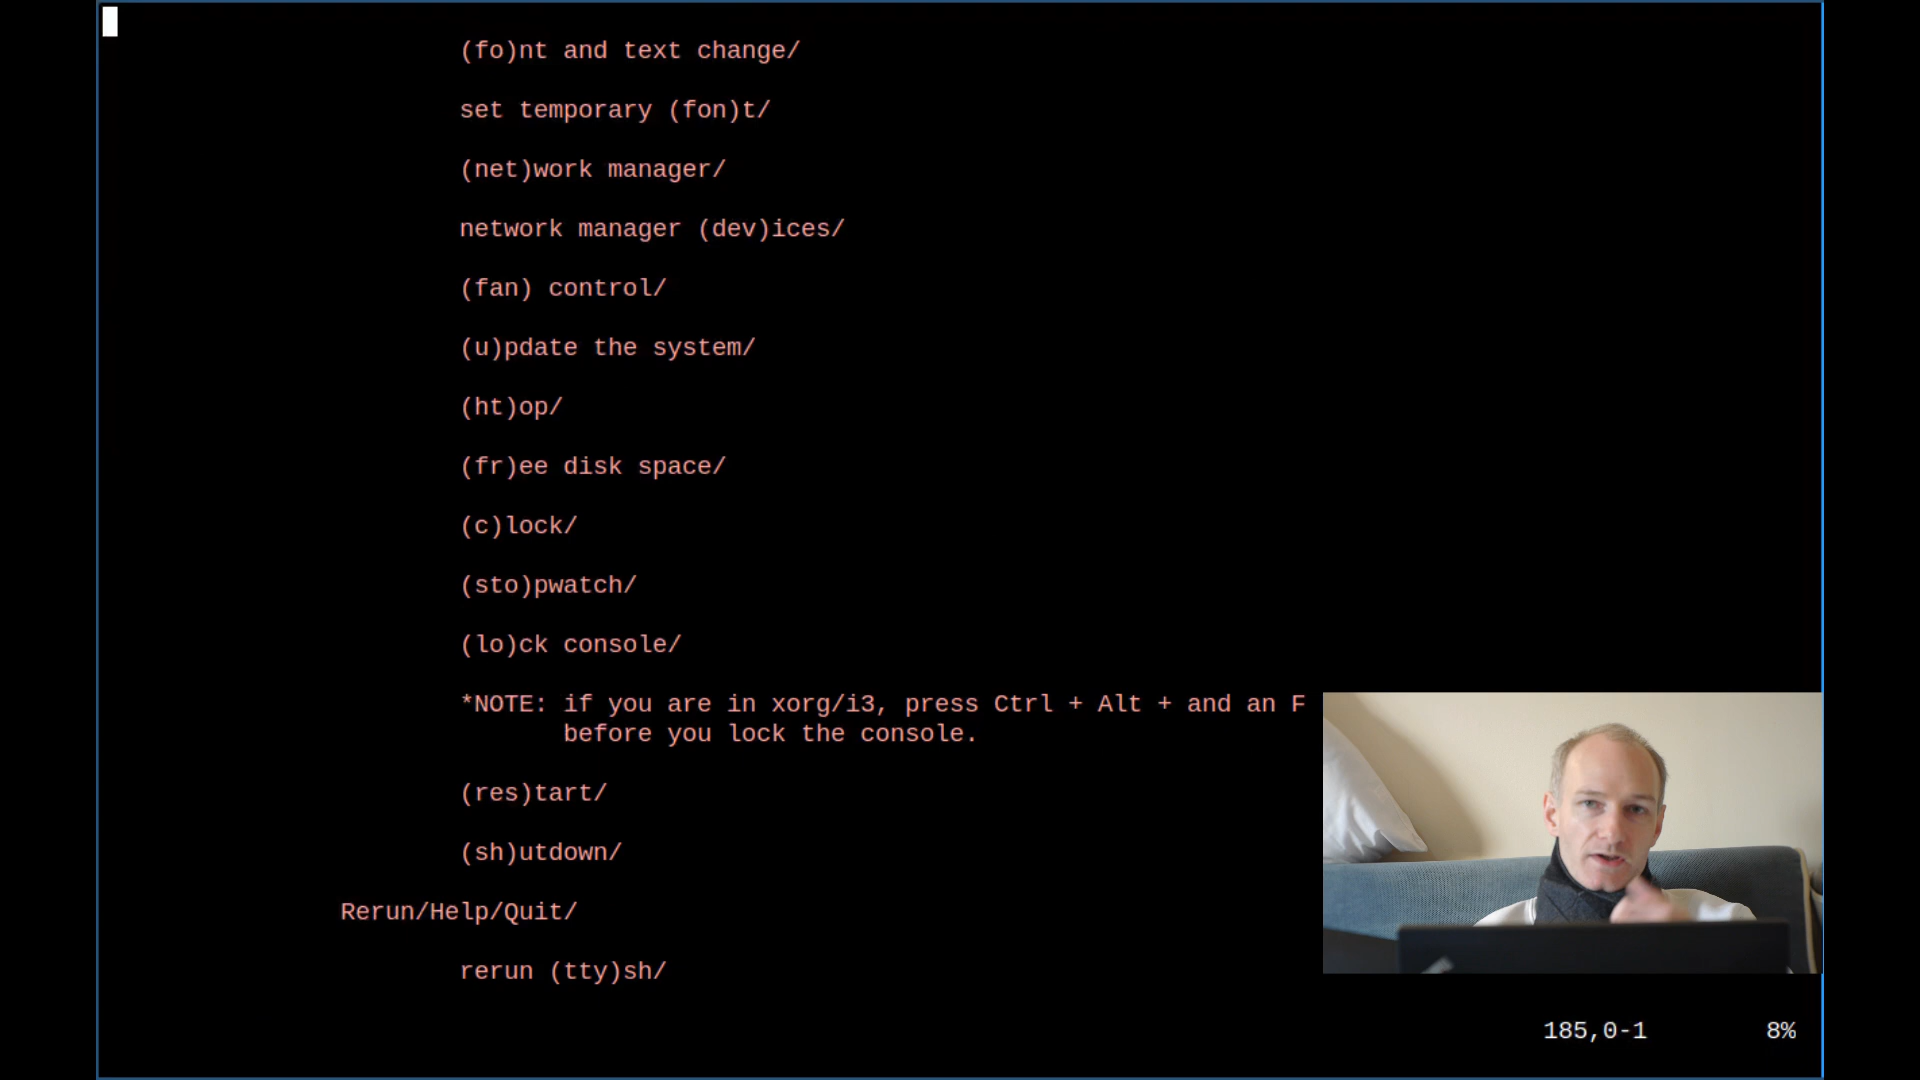 (fo)nt and text change/
set temporary (fon)t/
(net)work manager/
network manager (dev)ices/
(fan) control/
(u)pdate the system/
(ht)op/
(fr)ee disk space/
(c)lock/
(sto)pwatch/
(lo)ck console/
*NOTE: if you are in xorg/i3, press Ctrl + Alt + and an F
before you lock the console.
(res)tart/
(sh)utdown/
Rerun/Help/Quit/
rerun (tty)sh/
185,0-1 8%